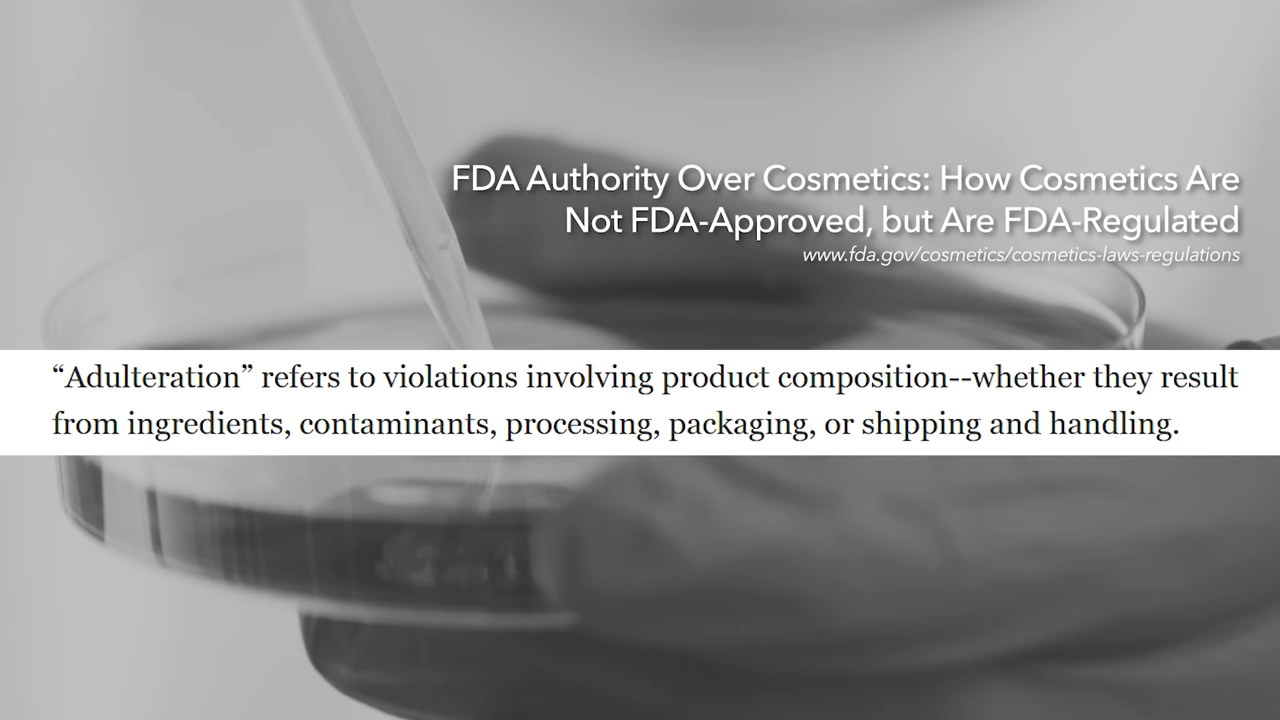 FDA Authority Over Cosmetics: How Cosmetics Are
Not FDA-Approved, but Are FDA-Regulated
www.fda.gov/cosmetics/cosmetics-laws-regulations
“Adulteration” refers to violations involving product composition--whether they result
from ingredients, contaminants, processing, packaging, or shipping and handling.